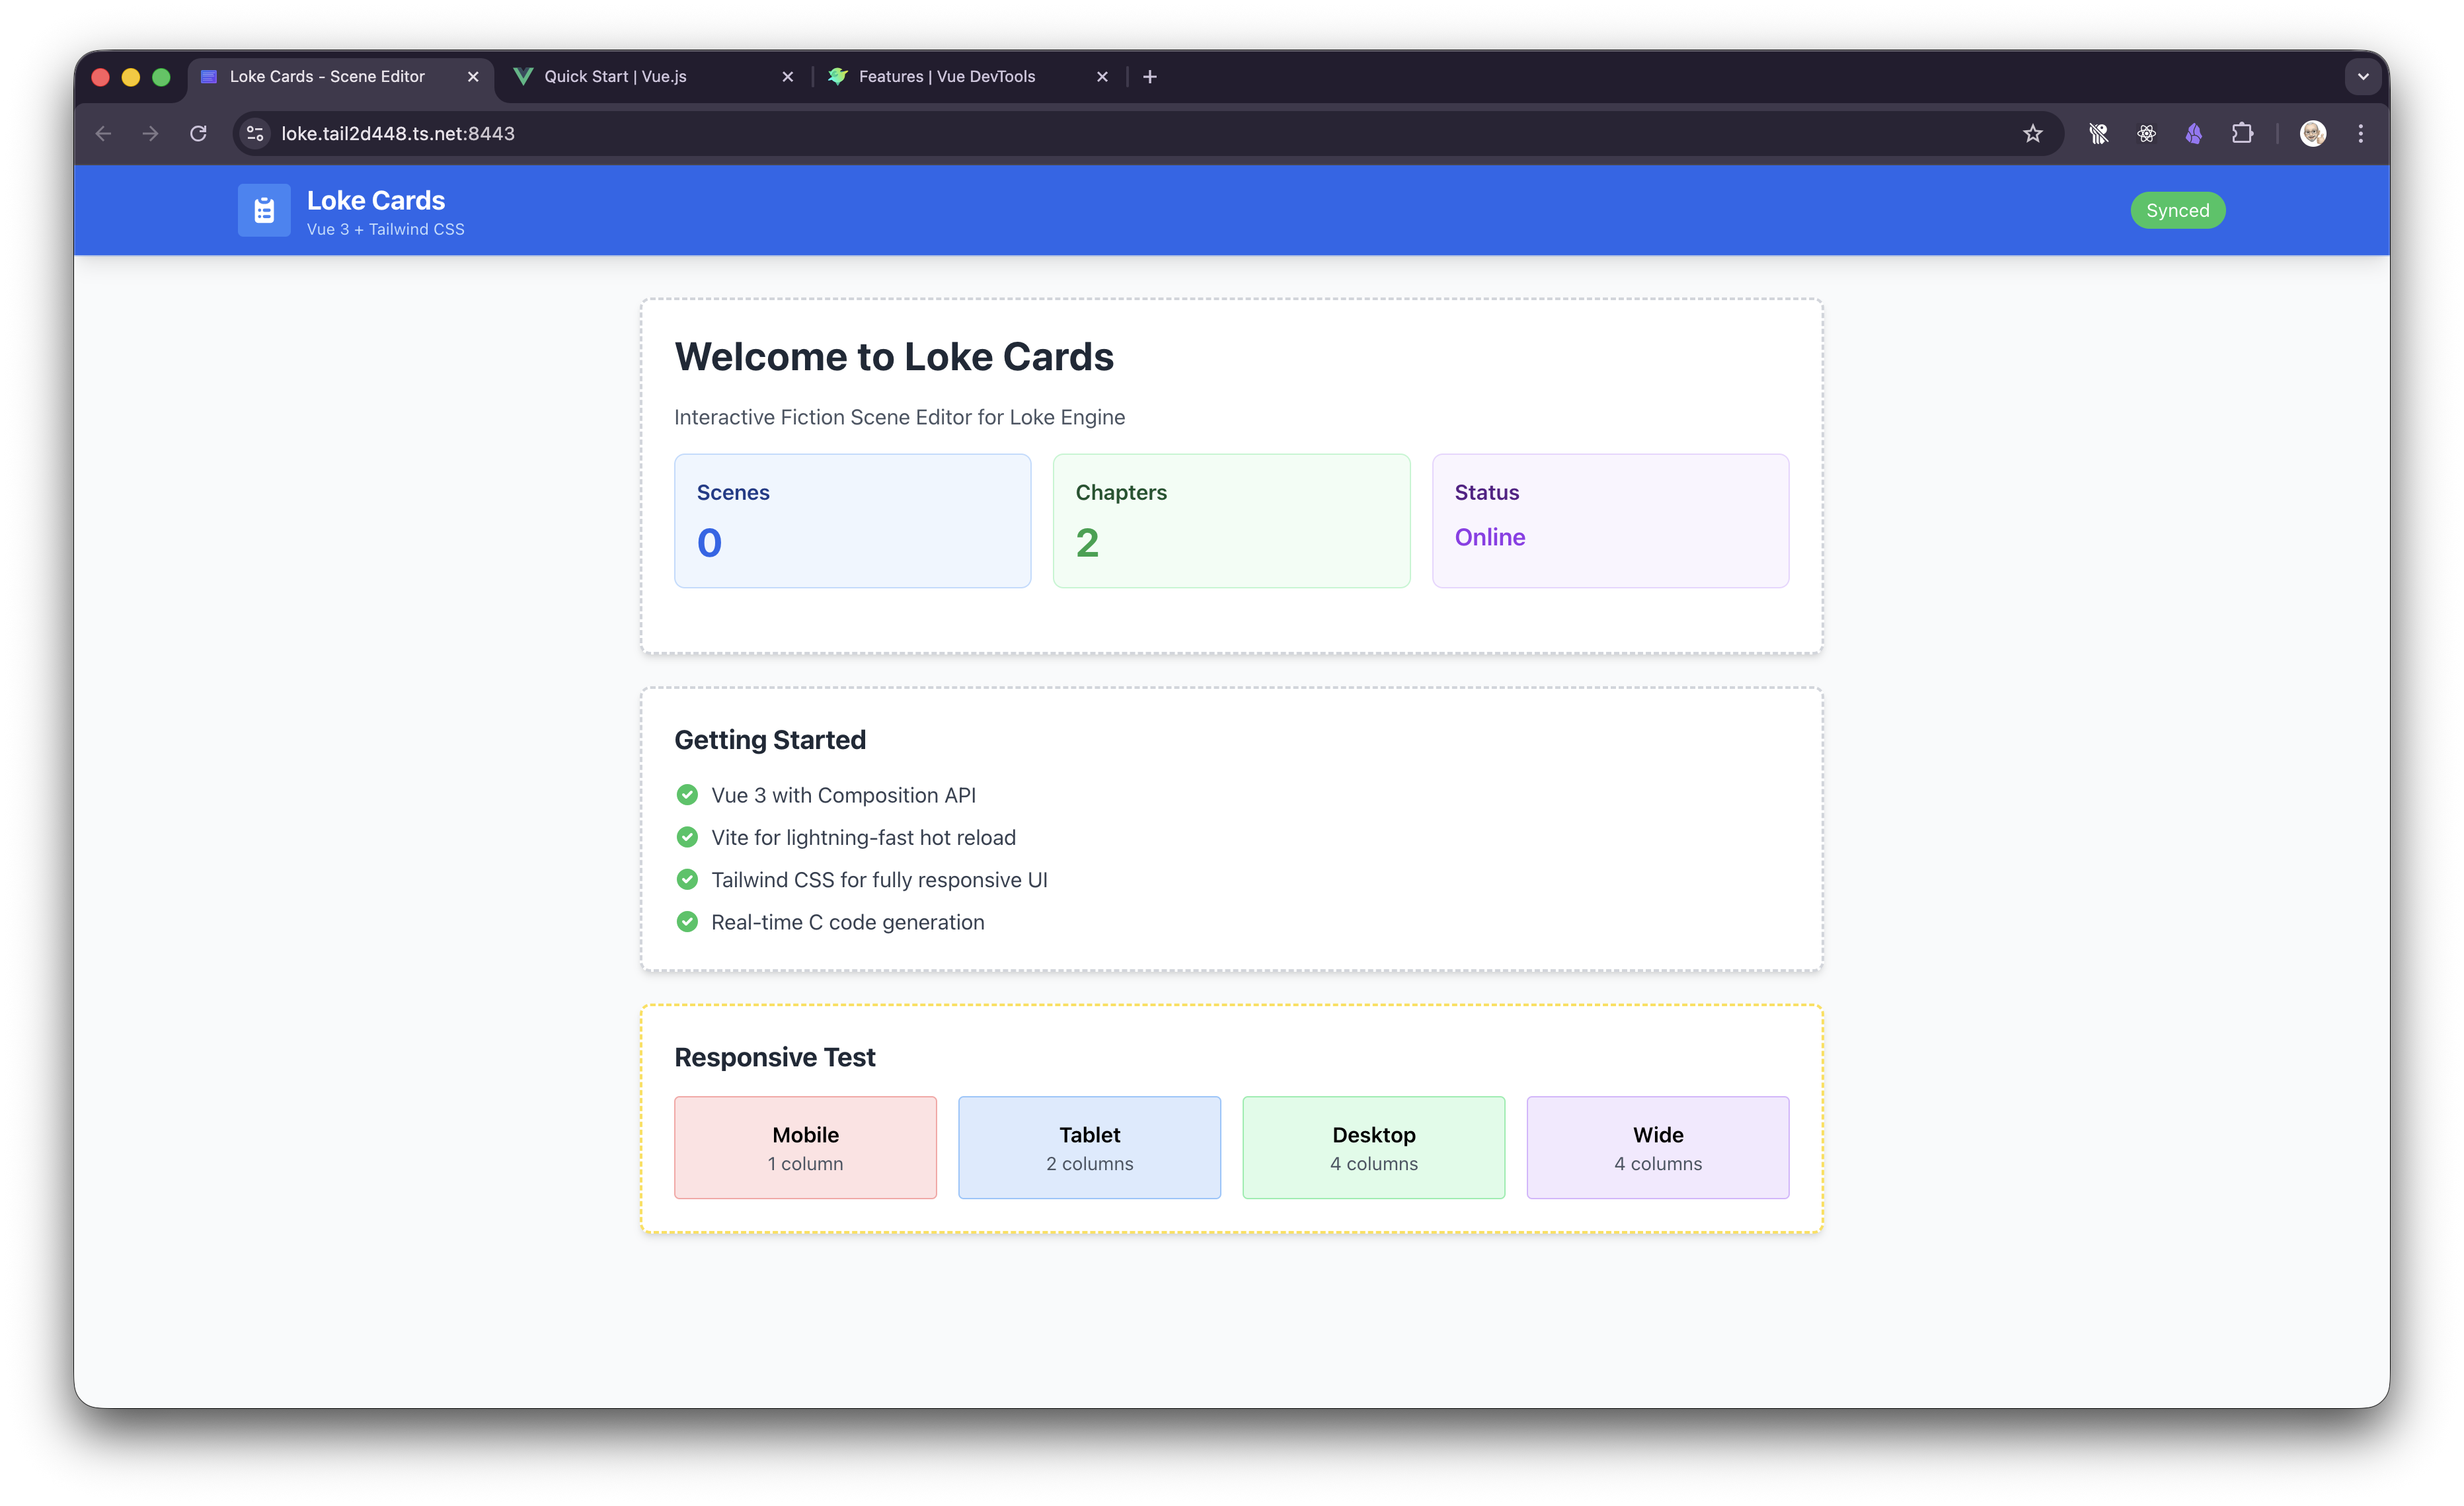 Loke Cards - Scene Editor
Quick Start | Vue.js
Features | Vue DevTools
loke.tail2d448.ts.net:8443
Loke Cards
Vue 3 + Tailwind CSS
Synced
Welcome to Loke Cards
Interactive Fiction Scene Editor for Loke Engine
Scenes
0
Chapters
2
Status
Online
Getting Started
Vue 3 with Composition API
Vite for lightning-fast hot reload
Tailwind CSS for fully responsive UI
Real-time C code generation
Responsive Test
Mobile
1 column
Tablet
2 columns
Desktop
4 columns
Wide
4 columns